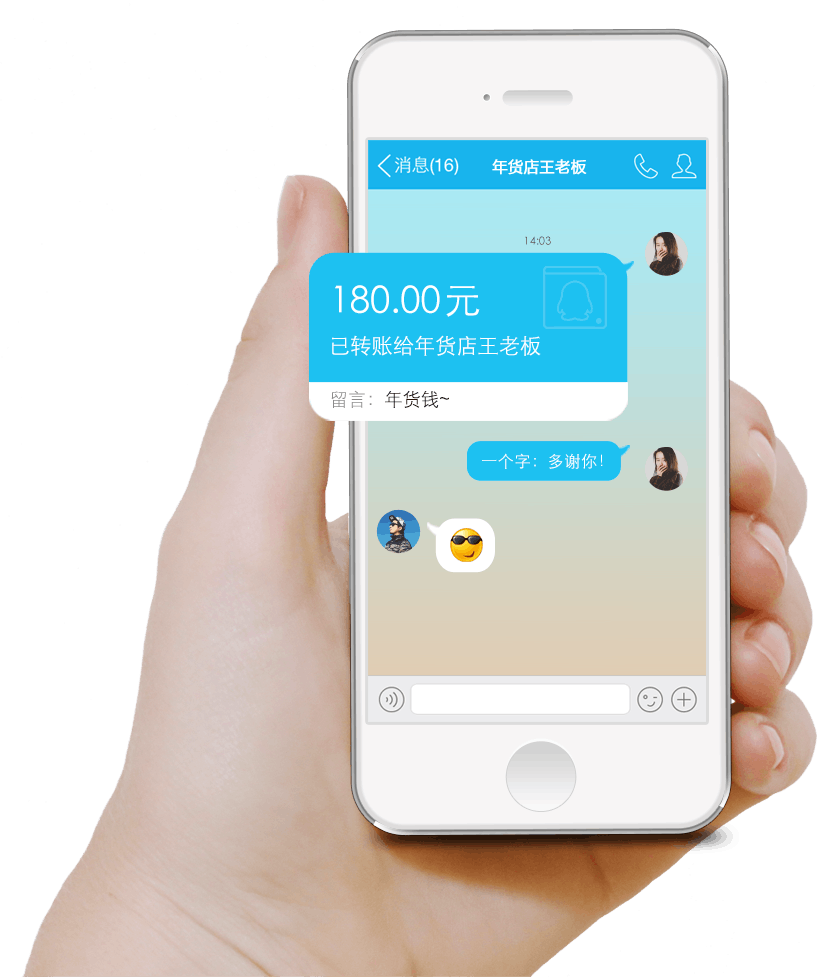 消息(16)
年货店王老板
14:03
180.00元
已转账给年货店王老板
留言：年货钱~
一个字：多谢你！